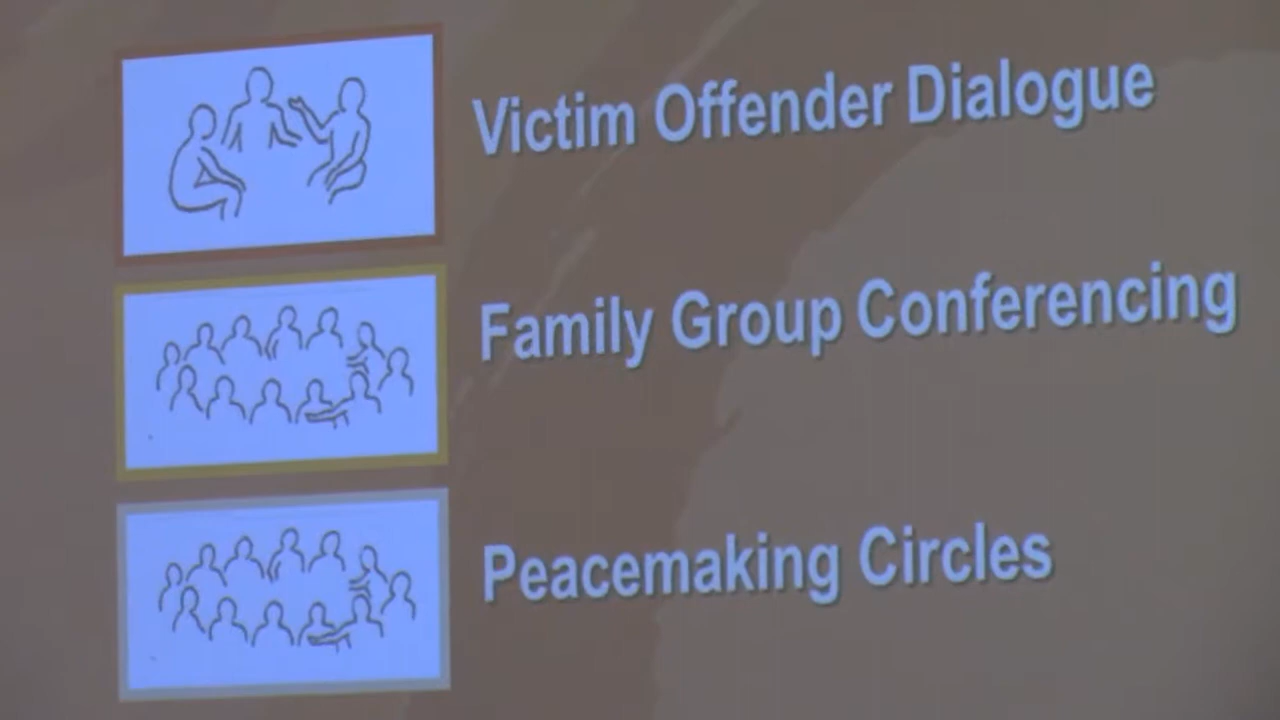 Victim Offender Dialogue
Family Group Conferencing
Peacemaking Circles